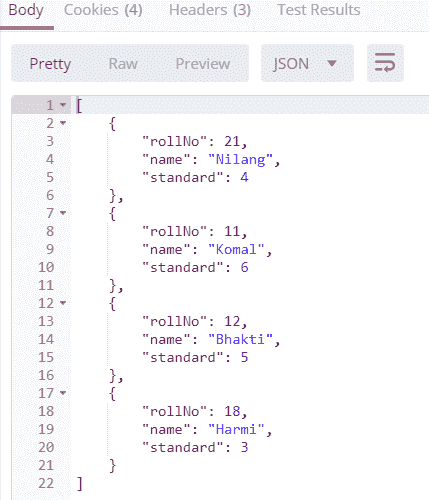 Body Cookies (4) Headers (3) Test Results
Pretty Raw Preview JSON
1 [
2 {
3 "rollNo": 21,
4 "name": "Nilang",
5 "standard": 4
6 },
7 {
8 "rollNo": 11,
9 "name": "Komal",
10 "standard": 6
11 },
12 {
13 "rollNo": 12,
14 "name": "Bhakti",
15 "standard": 5
16 },
17 {
18 "rollNo": 18,
19 "name": "Harmi",
20 "standard": 3
21 }
22 ]